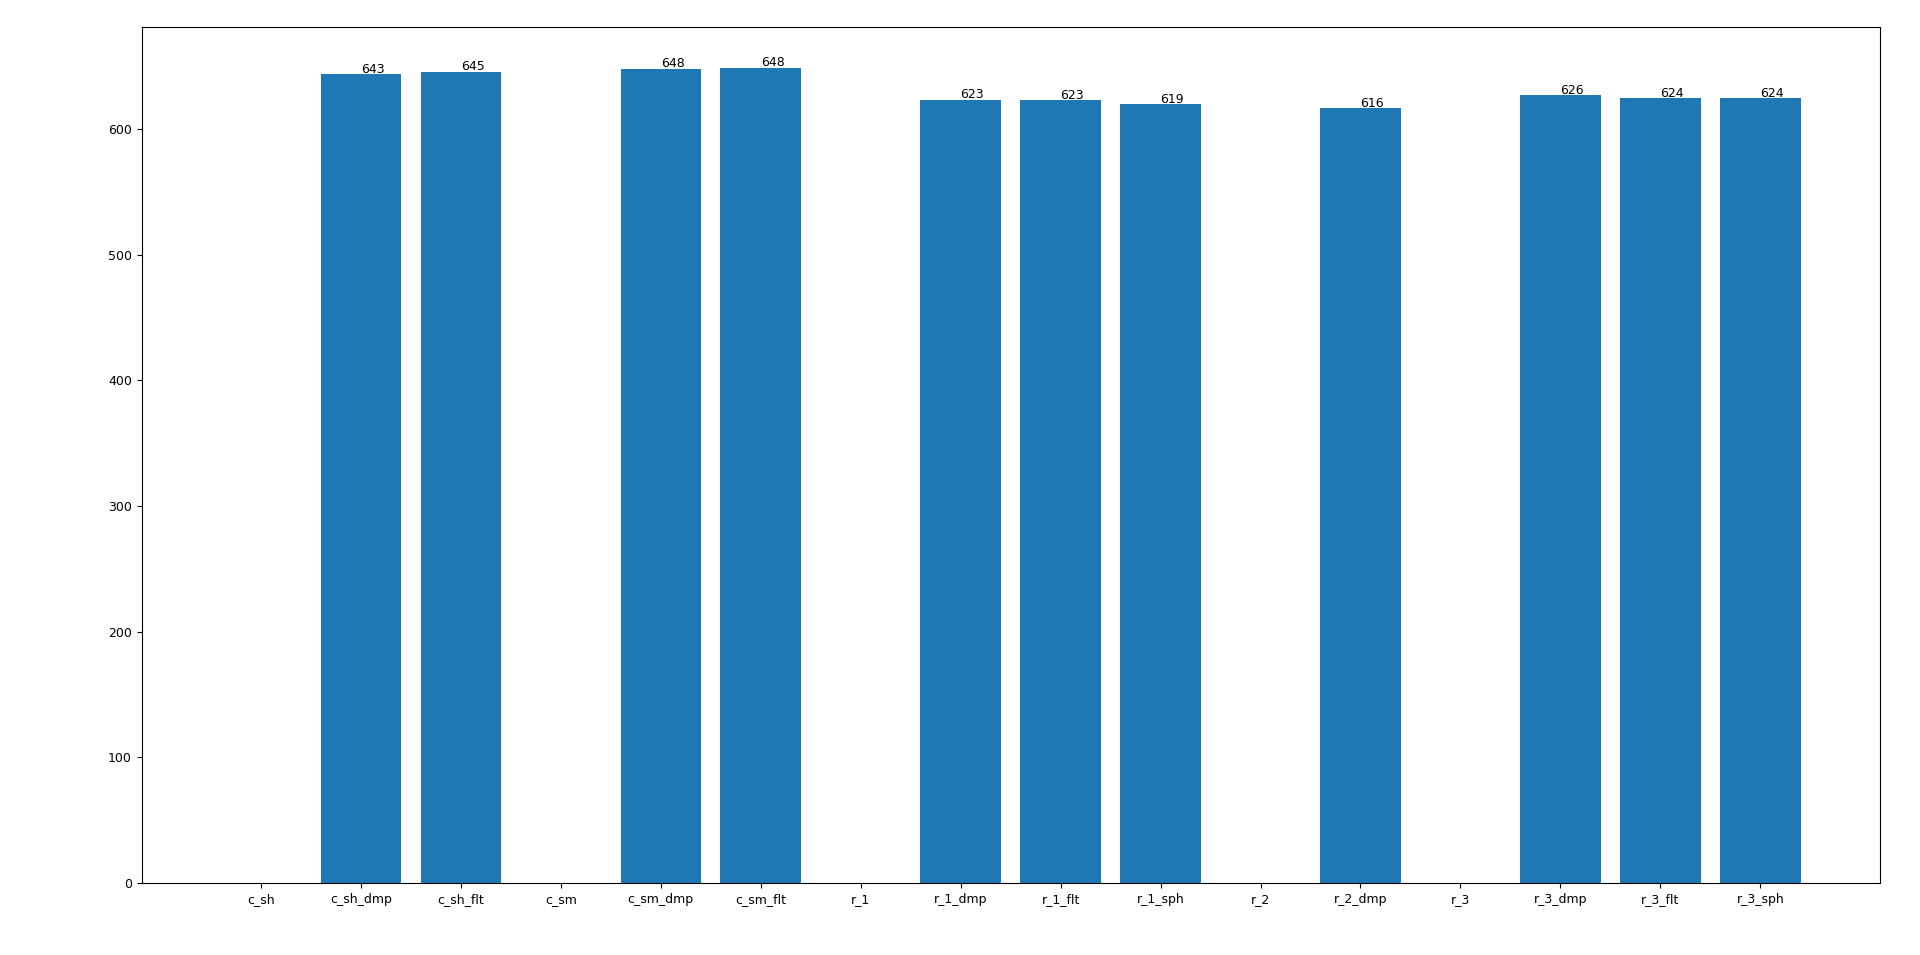 643
645
648
648
623
623
619
616
626
624
624
600
500
400
300
200
100
0
c_sh
c_sh_dmp
c_sh_flt
c_sm
c_sm_dmp
c_sm_flt
r_1
r_1_dmp
r_1_flt
r_1_sph
r_2
r_2_dmp
r_3
r_3_dmp
r_3_flt
r_3_sph